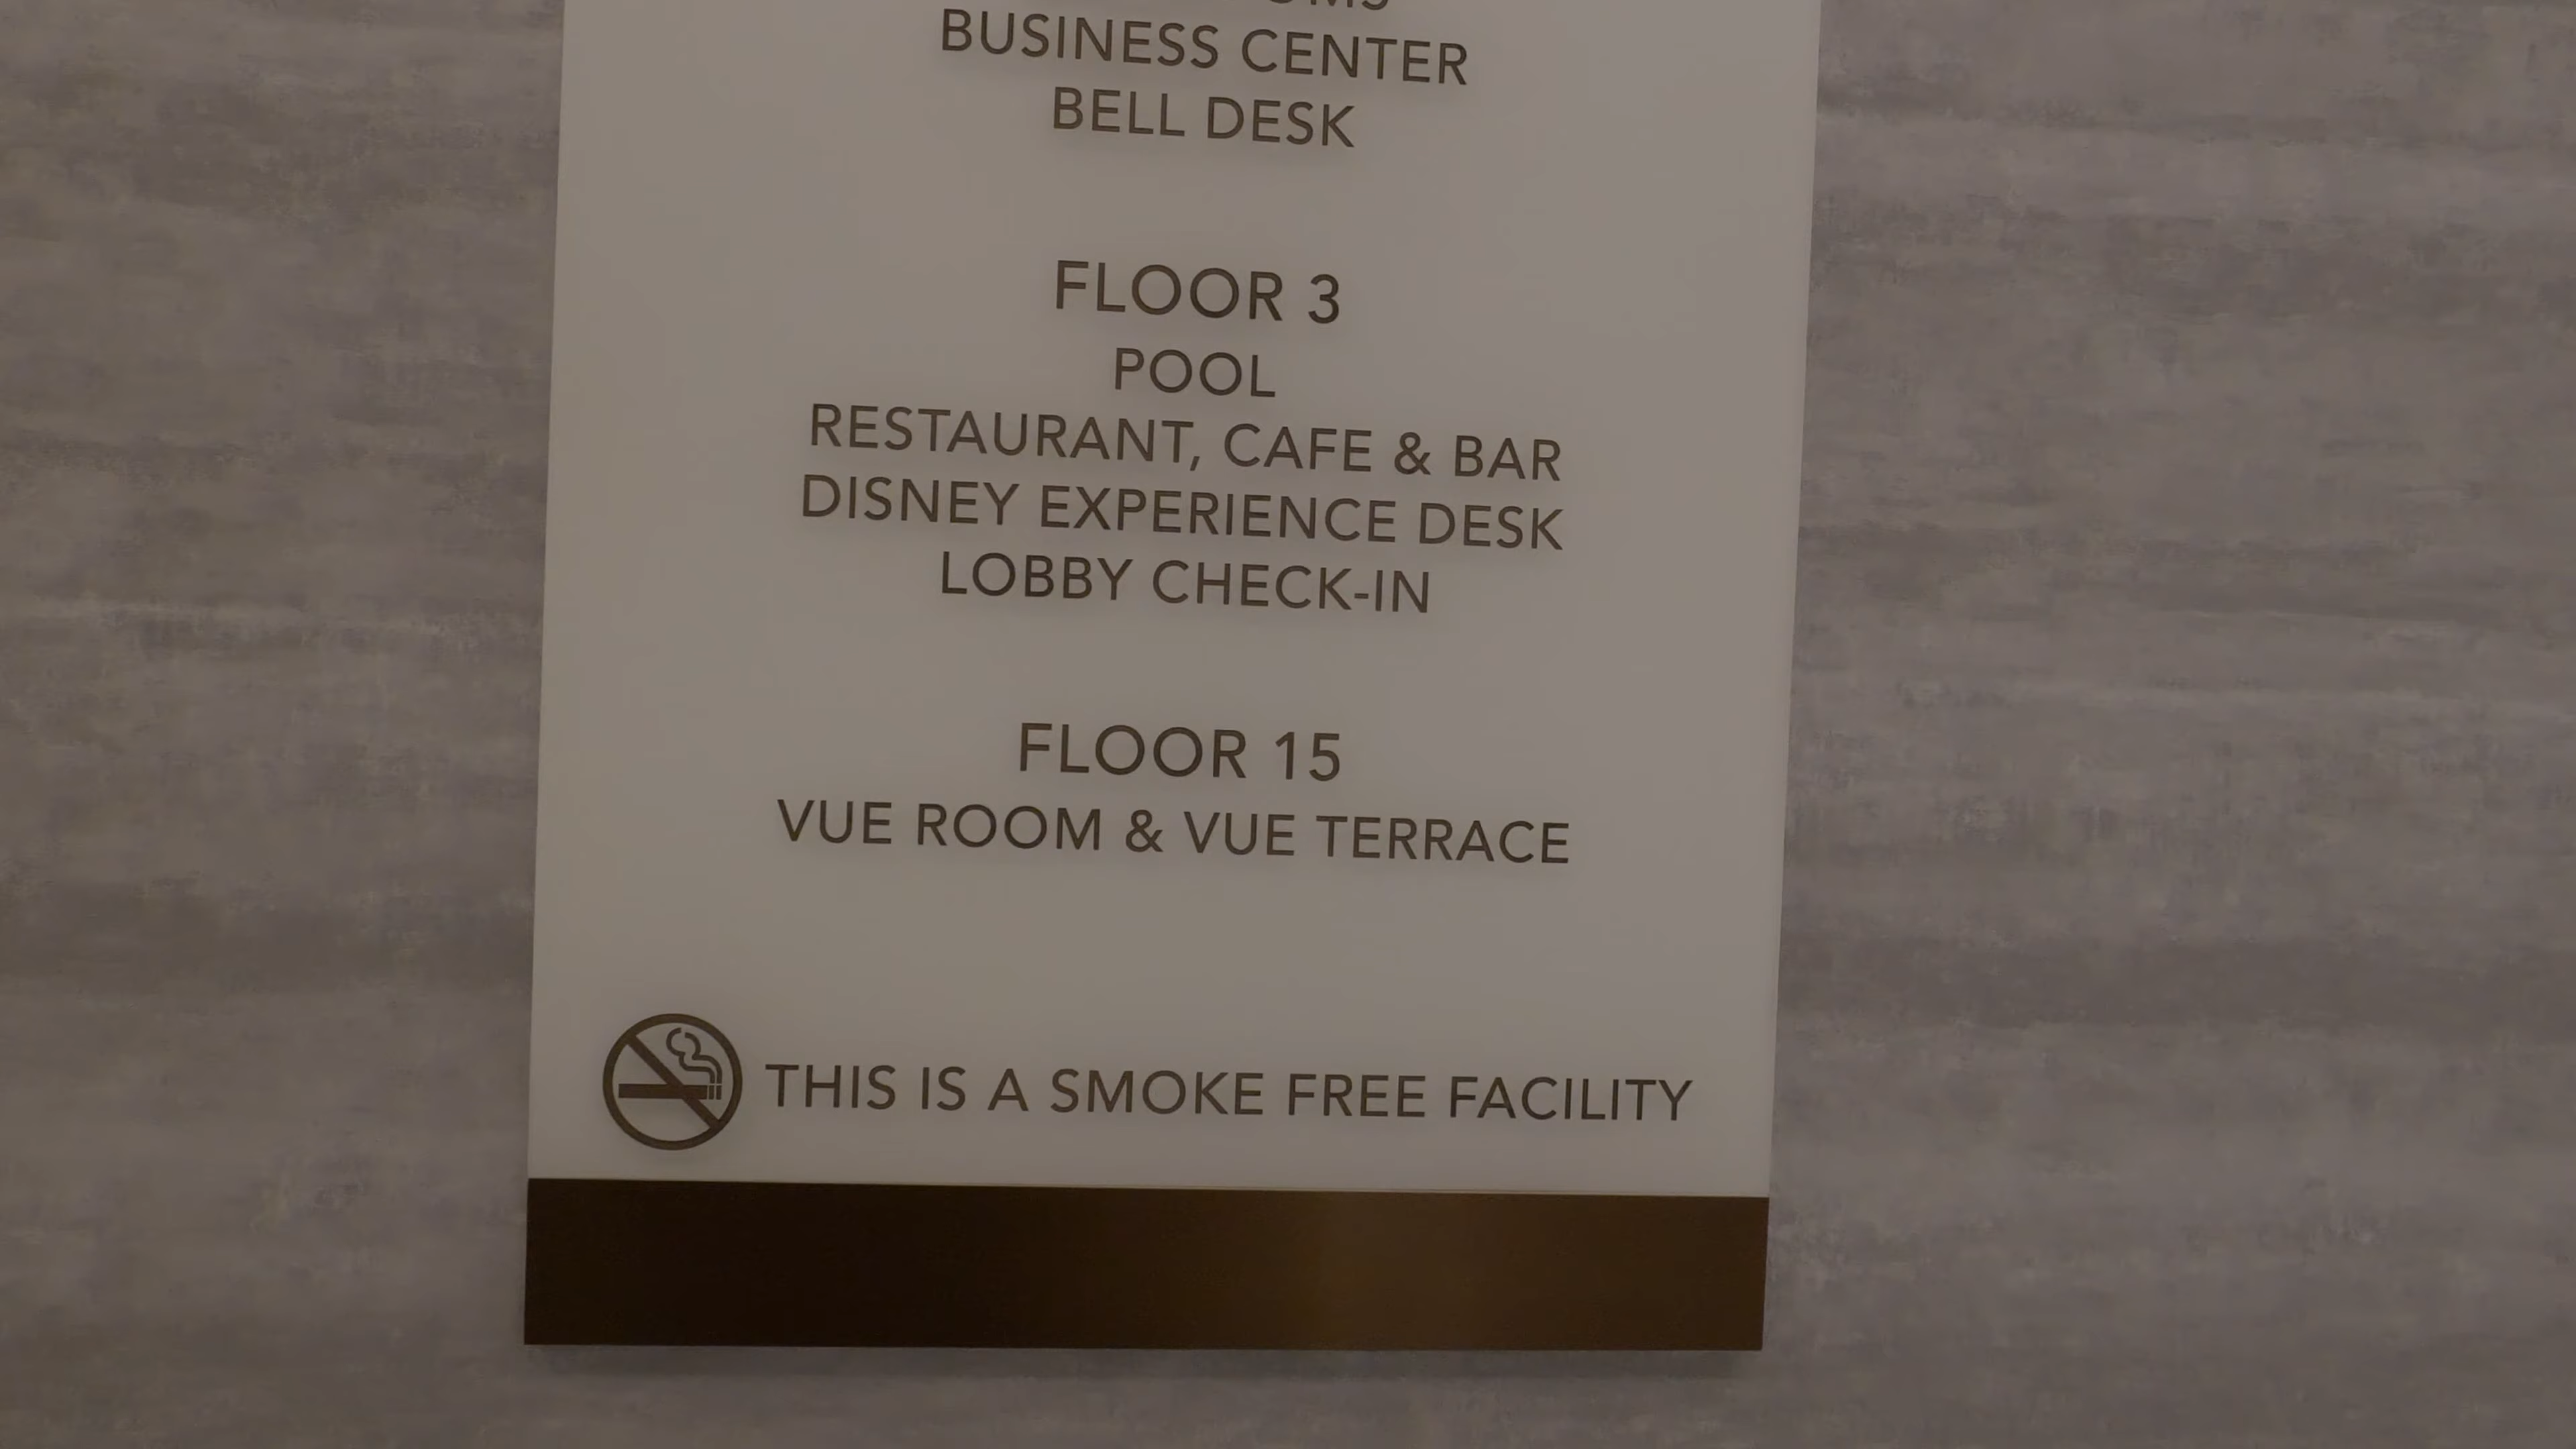 BUSINESS CENTER
BELL DESK
FLOOR 3
POOL
RESTAURANT, CAFE & BAR
DISNEY EXPERIENCE DESK
LOBBY CHECK-IN
FLOOR 15
VUE ROOM & VUE TERRACE
THIS IS A SMOKE FREE FACILITY